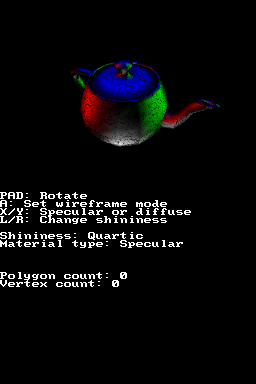 PAD: Rotate
A: Set wireframe mode
X/Y: Specular or diffuse
L/R: Change shininess
Shininess: Quartic
Material type: Specular
Polygon count: 0
Vertex count: 0